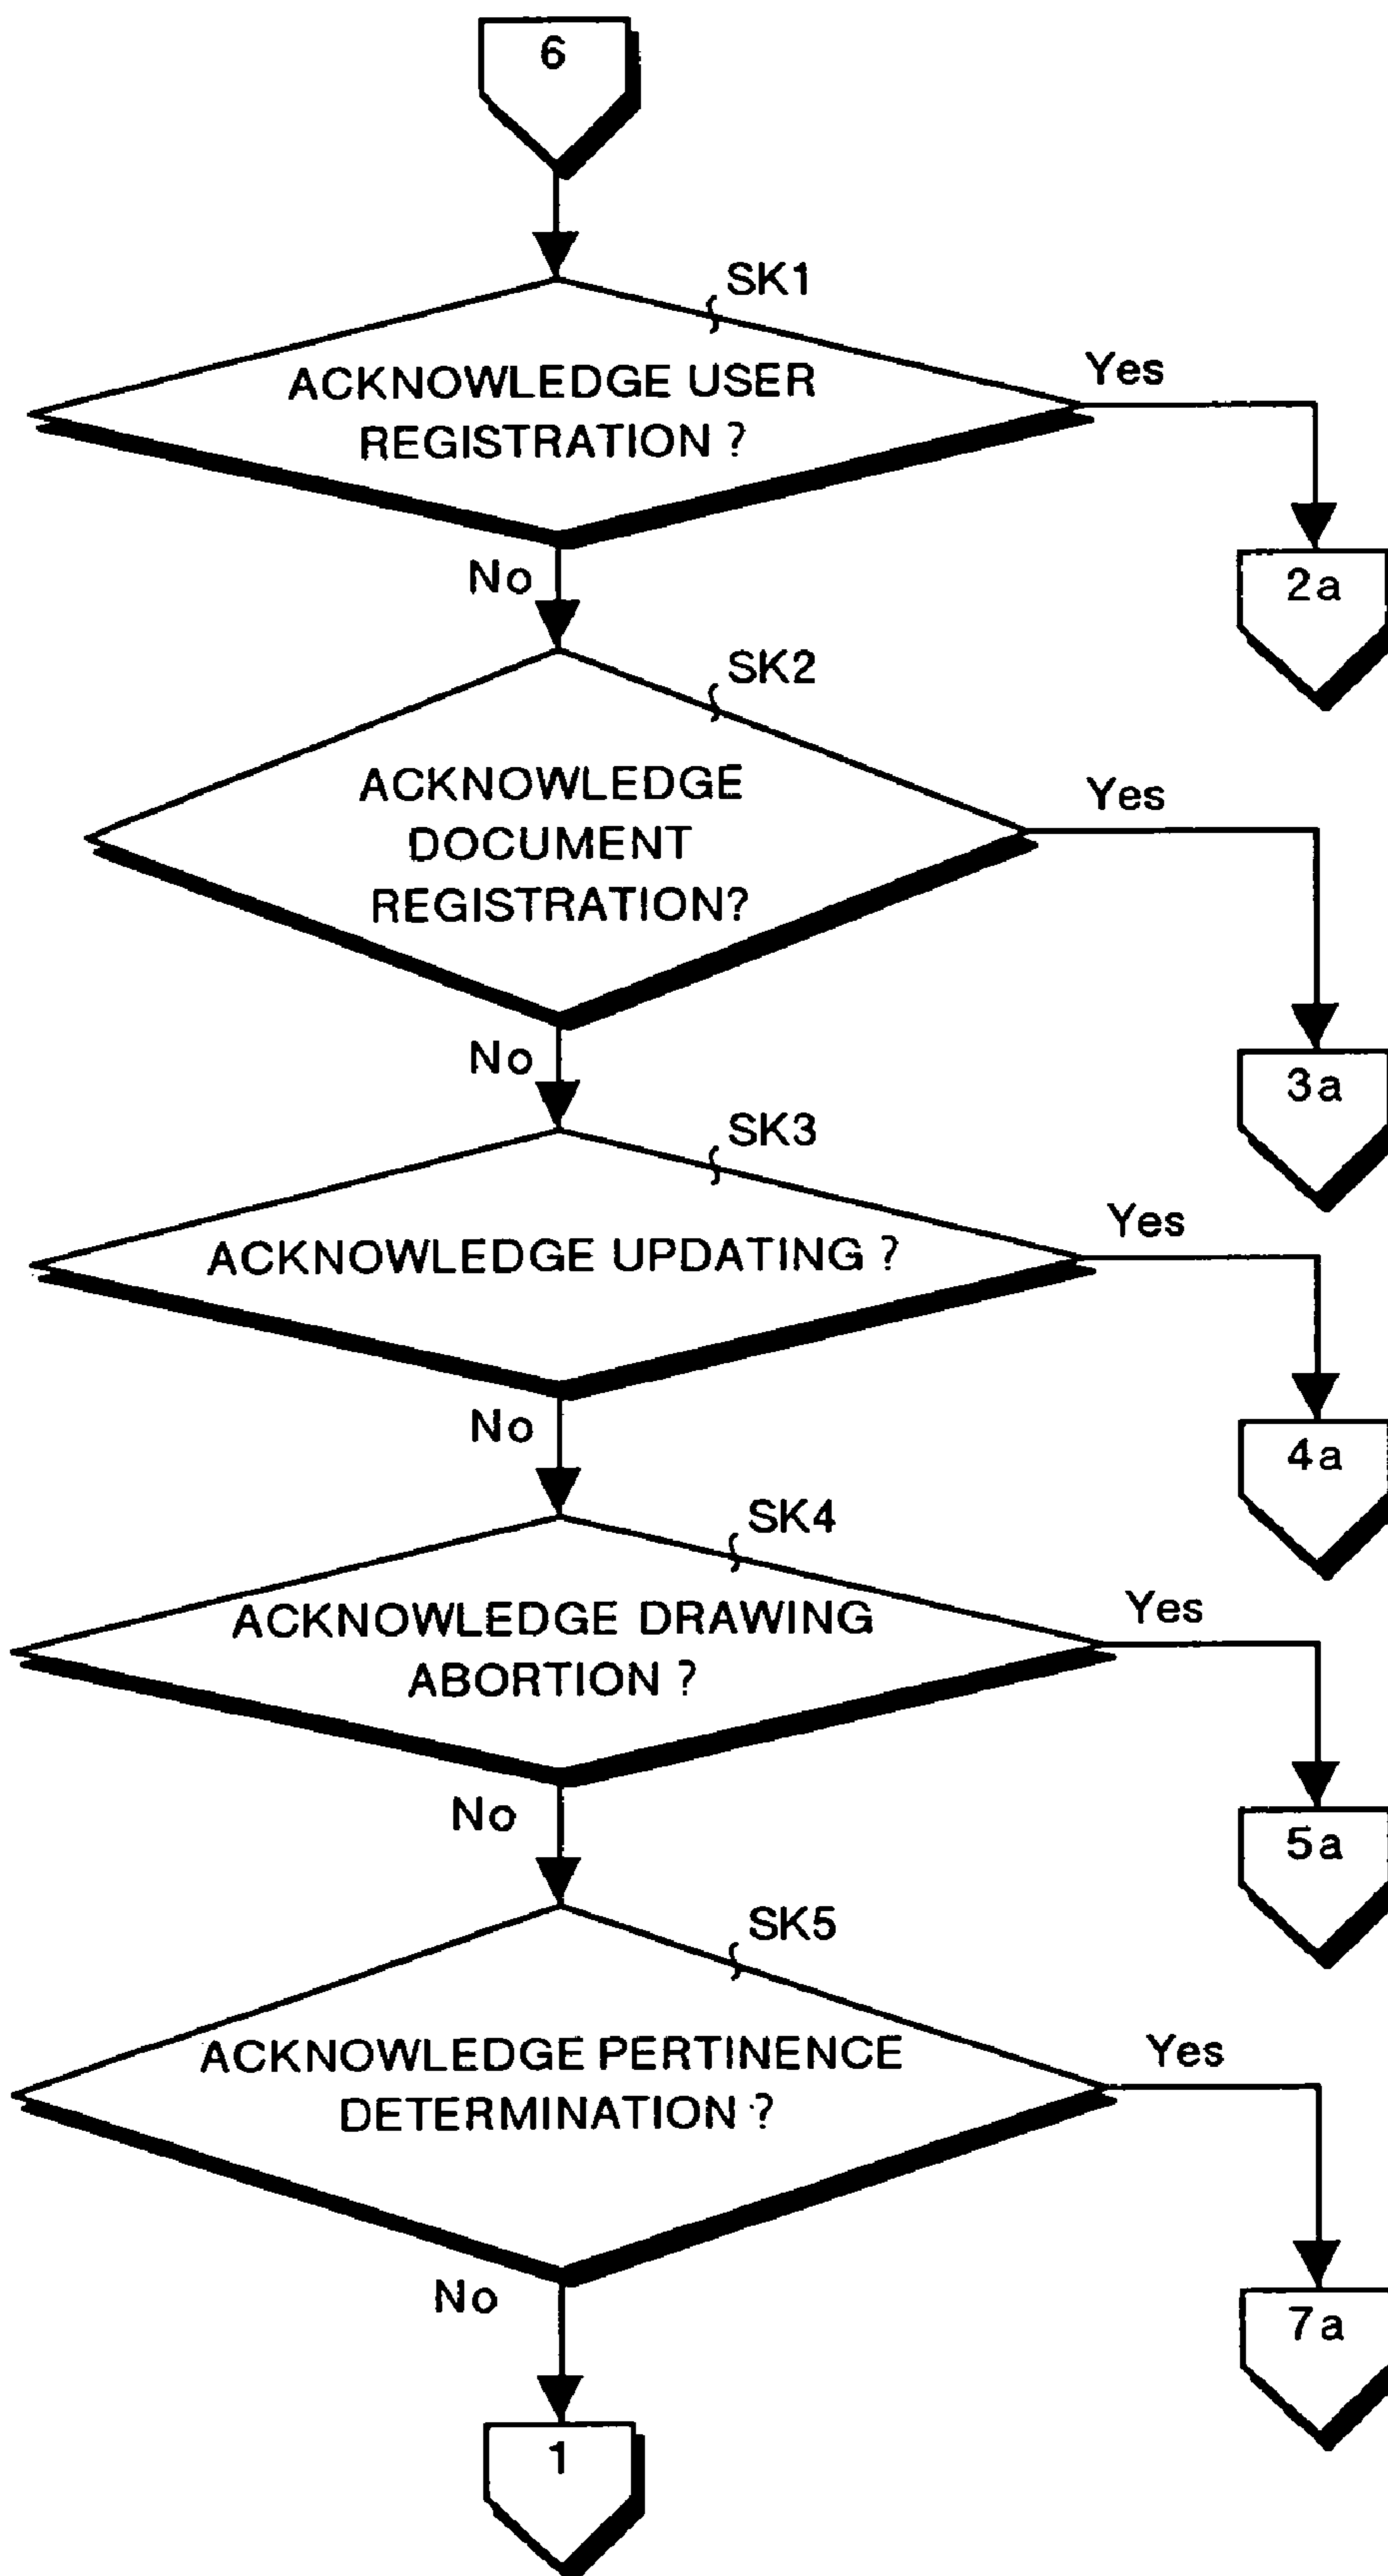 6
SK1
ACKNOWLEDGE USER
REGISTRATION ?
Yes
2a
No
SK2
ACKNOWLEDGE
DOCUMENT
REGISTRATION?
Yes
3a
No
SK3
ACKNOWLEDGE UPDATING ?
Yes
4a
No
SK4
ACKNOWLEDGE DRAWING
ABORTION ?
Yes
5a
No
SK5
ACKNOWLEDGE PERTINENCE
DETERMINATION ?
Yes
7a
No
1